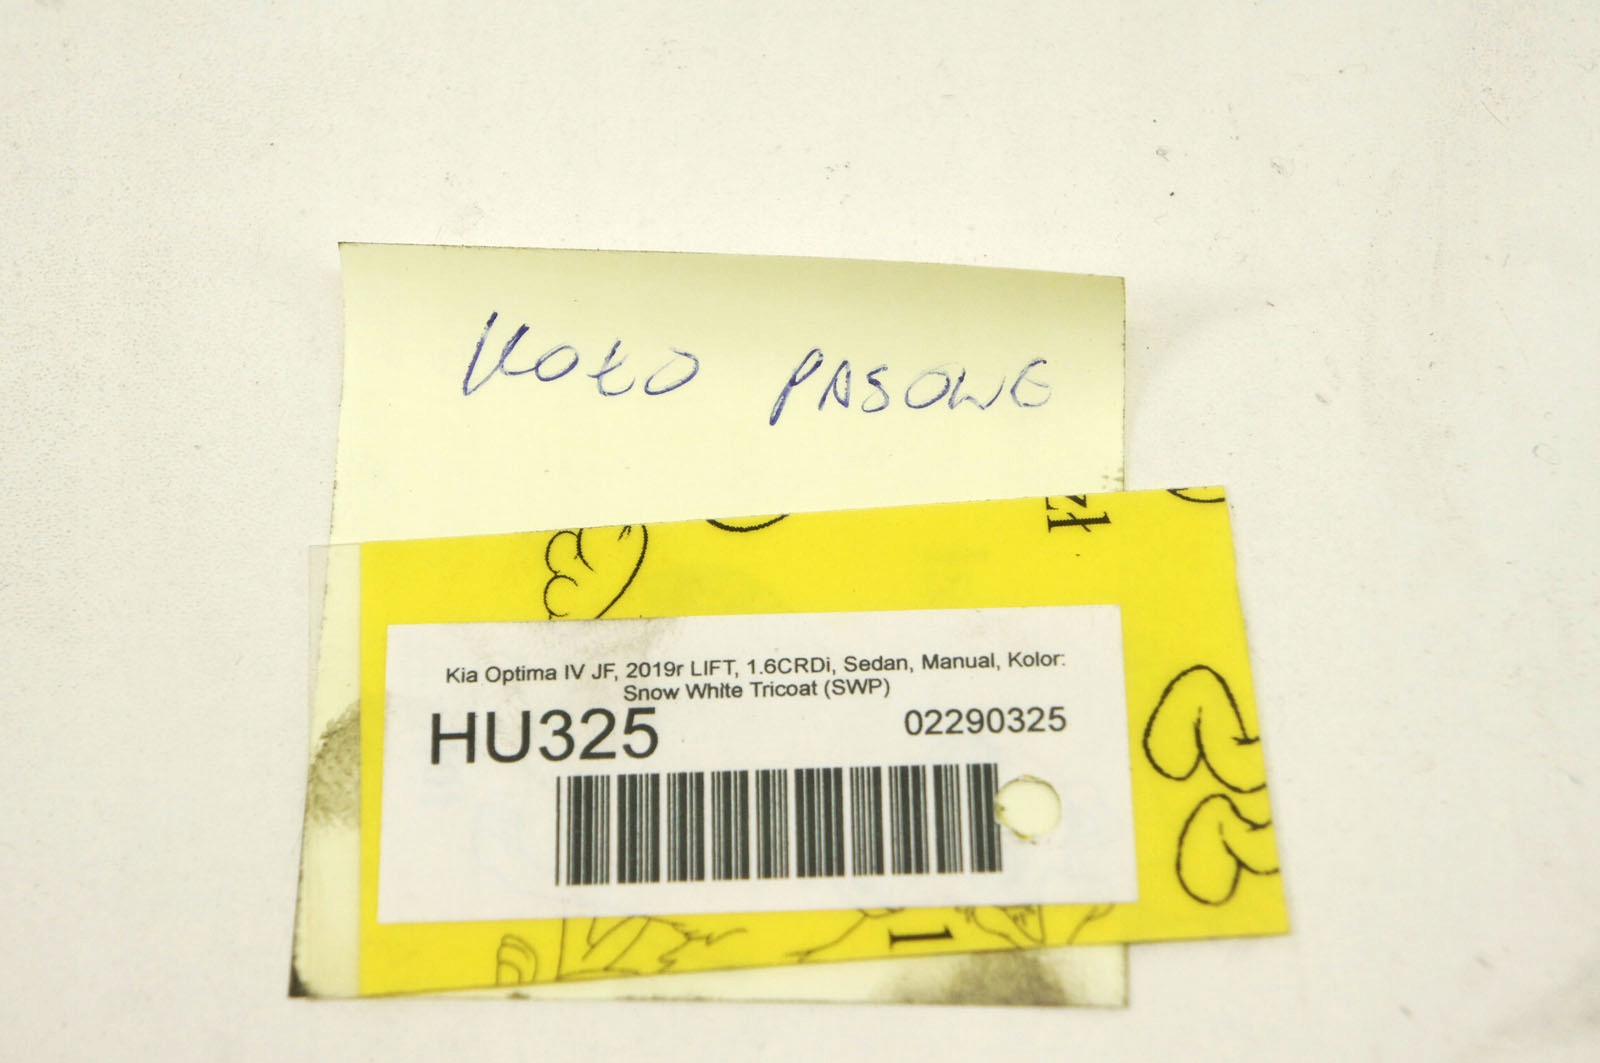 Koło PASOWE
Kia Optima IV JF, 2019r LIFT, 1.6CRDi, Sedan, Manual, Kolor:
Snow White Tricoat (SWP)
HU325
02290325
1